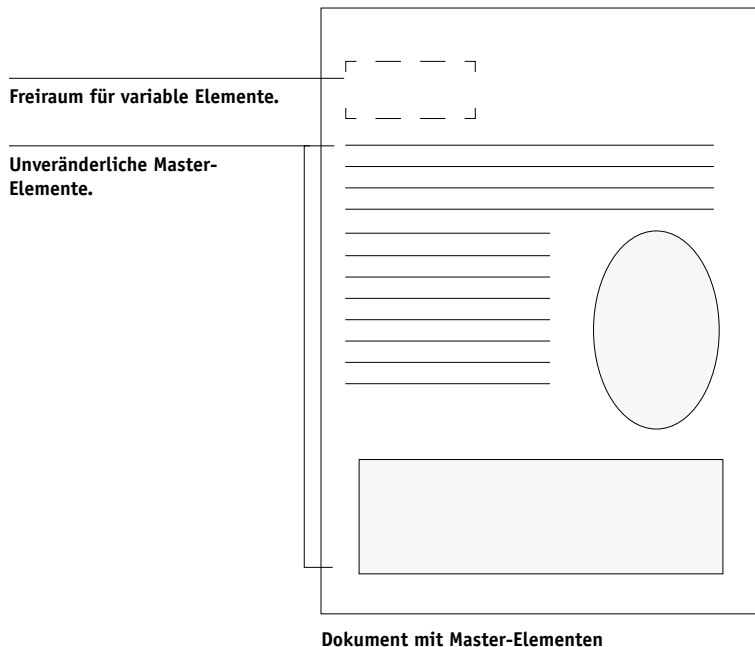 Freiraum für variable Elemente.
Unveränderliche Master-
Elemente.
Dokument mit Master-Elementen